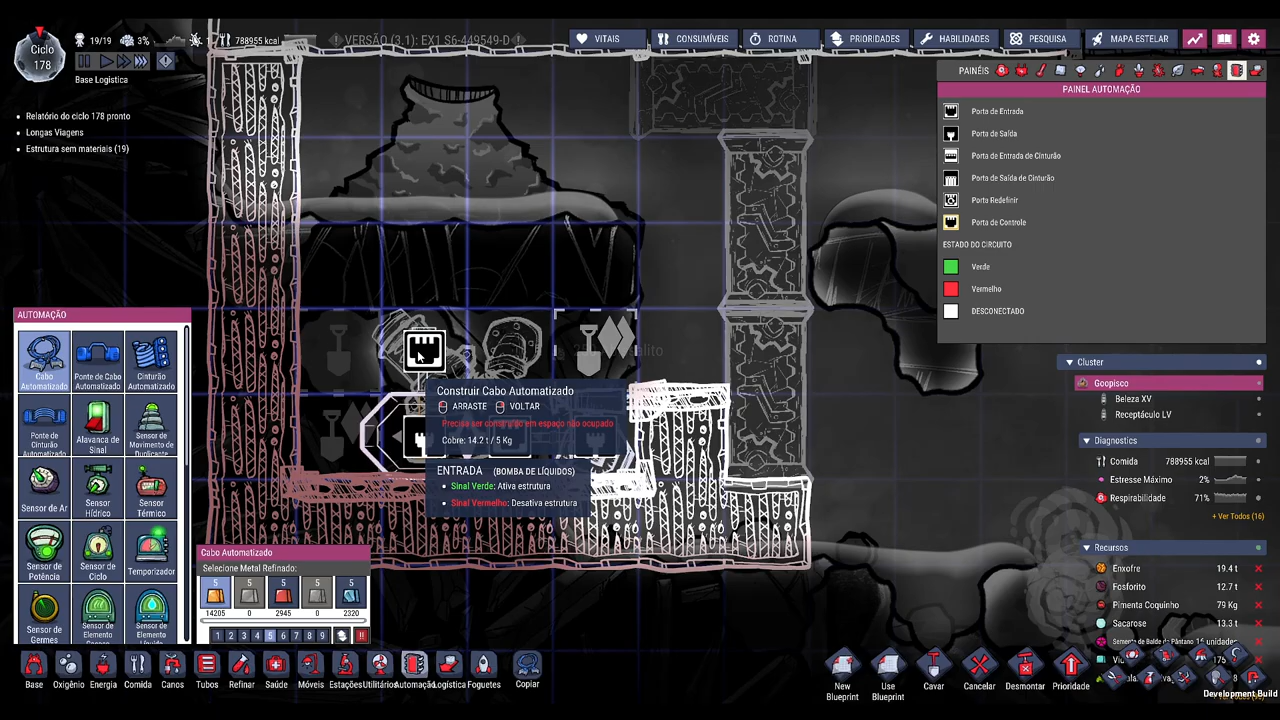 Ciclo
178
19/19
3%
788955 kcal
VERSÃO (3.1): EX1 S6-449549-D
Base Logística
VITAIS
CONSUMÍVEIS
ROTINA
PRIORIDADES
HABILIDADES
PESQUISA
MAPA ESTELAR
Relatório do ciclo 178 pronto
Longas Viagens
Estrutura sem materiais (19)
PAINÉIS
PAINEL AUTOMAÇÃO
Porta de Entrada
Porta de Saída
Porta de Entrada de Cinturão
Porta de Saída de Cinturão
Porta Redefinir
Porta de Controle
ESTADO DO CIRCUITO
Verde
Vermelho
DESCONECTADO
AUTOMAÇÃO
Cabo Automatizado
Ponte de Cabo Automatizado
Cinturão Automatizado
Ponte de Cinturão Automatizado
Alavanca de Sinal
Sensor de Movimento de Duplicante
Sensor de Ar
Sensor Hídrico
Sensor Térmico
Sensor de Potência
Sensor de Ciclo
Temporizador
Sensor de Germes
Sensor de Elemento
Sensor de Elemento
Construir Cabo Automatizado
ARRASTE VOLTAR
Precisa ser construído em espaço não ocupado
Cobre: 14.2 t / 5 Kg
ENTRADA (BOMBA DE LÍQUIDOS)
Sinal Verde: Ativa estrutura
Sinal Vermelho: Desativa estrutura
Cabo Automatizado
Selecione Metal Refinado:
5 5 5 5 5
14205 0 2945 0 2320
1 2 3 4 5 6 7 8 9 !!
Cluster
Goopisco
Beleza XV
Receptáculo LV
Diagnostics
Comida 788955 kcal
Estresse Máximo 2%
Respirabilidade 71%
+ Ver Todos (16)
Recursos
Enxofre 19.4 t
Fosforito 12.7 t
Pimenta Coquinho 79 Kg
Sacarose 13.3 t
Semente de Balde do Pântano 16 unidades
Base
Oxigênio
Energia
Comida
Canos
Tubos
Refinar
Saúde
Móveis
Estações
Utilitários
Automação
Logística
Foguetes
Copiar
New Blueprint
Use Blueprint
Cavar
Cancelar
Desmontar
Prioridade
Development Build